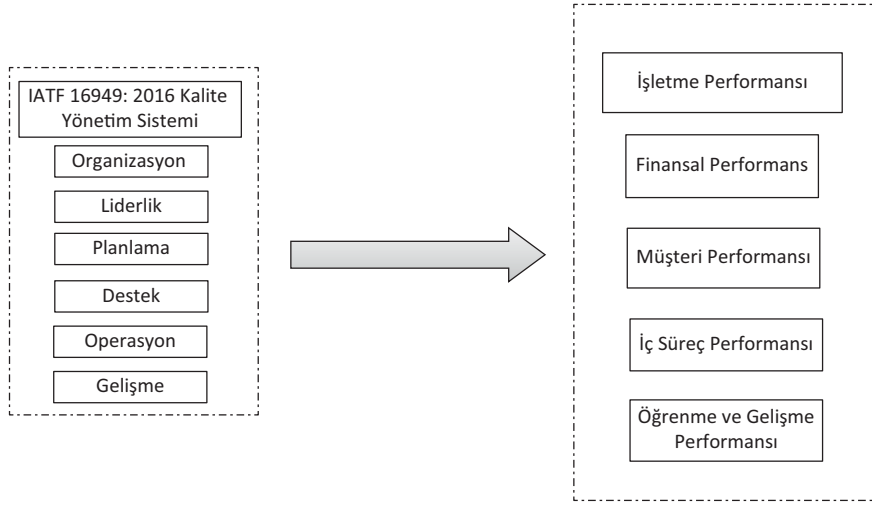 IATF 16949: 2016 Kalite
Yönetim Sistemi
Organizasyon
Liderlik
Planlama
Destek
Operasyon
Gelişme
İşletme Performansı
Finansal Performans
Müşteri Performansı
İç Süreç Performansı
Öğrenme ve Gelişme
Performansı